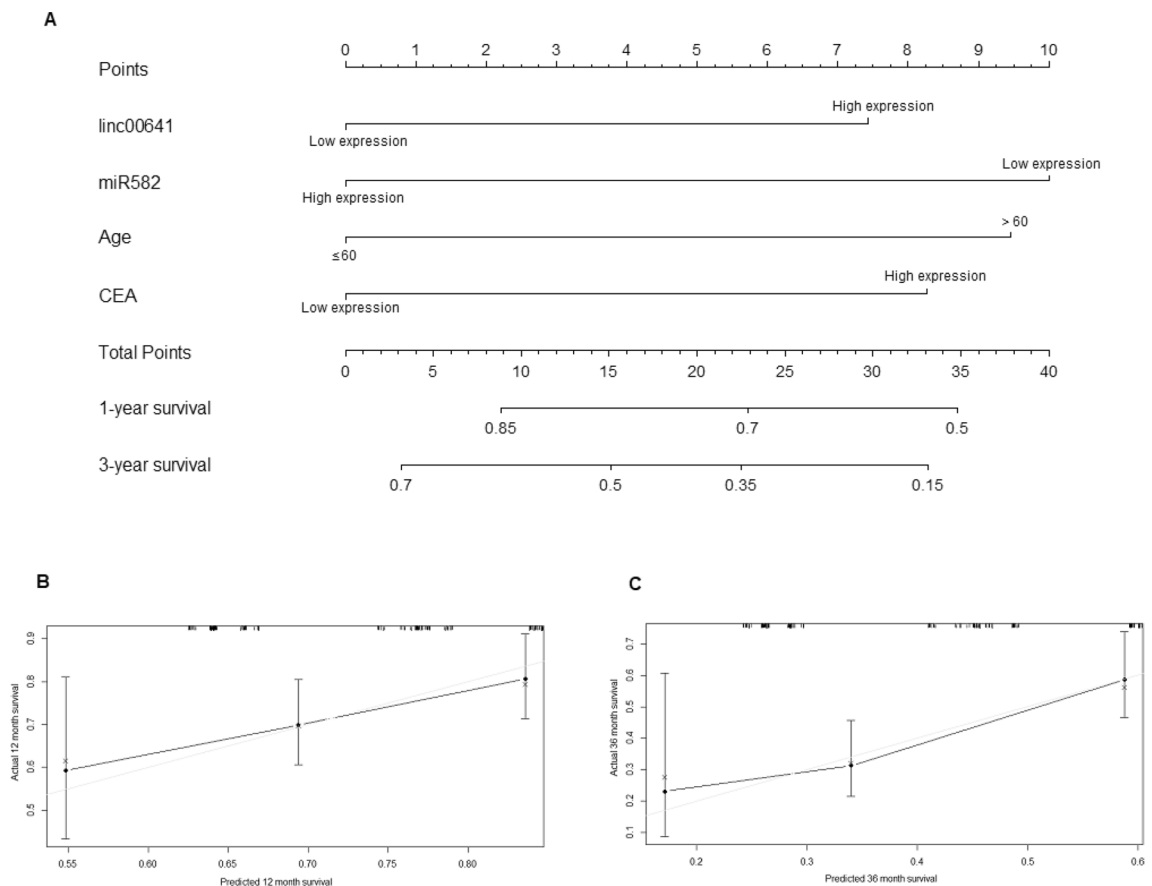 A
Points
0 1 2 3 4 5 6 7 8 9 10
linc00641
High expression
Low expression
miR582
Low expression
High expression
Age
> 60
≤60
CEA
High expression
Low expression
Total Points
0 5 10 15 20 25 30 35 40
1-year survival
0.85 0.7 0.5
3-year survival
0.7 0.5 0.35 0.15
B
Actual 12 month survival
0.9
0.8
0.7
0.6
0.5
0.55 0.60 0.65 0.70 0.75 0.80
Predicted 12 month survival
C
Actual 36 month survival
0.7
0.6
0.5
0.4
0.3
0.2
0.1
0.2 0.3 0.4 0.5 0.6
Predicted 36 month survival